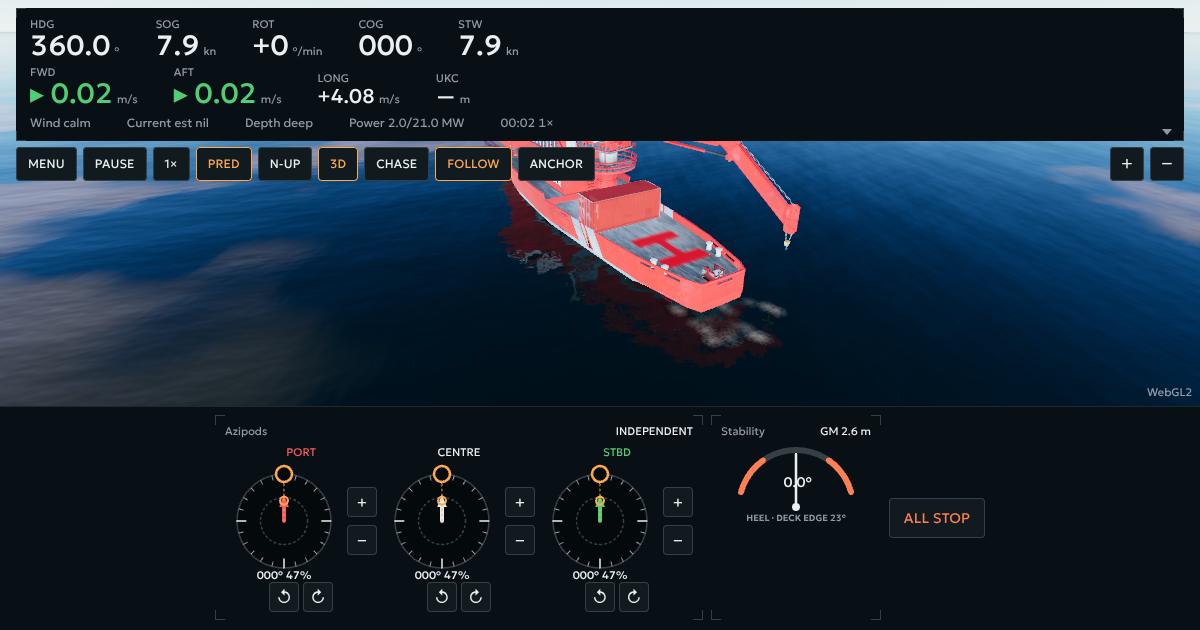 HDG SOG ROT COG STW
360.0 ° 7.9 kn +0 °/min 000 ° 7.9 kn
FWD AFT LONG UKC
▶ 0.02 m/s ▶ 0.02 m/s +4.08 m/s — m
Wind calm Current est nil Depth deep Power 2.0/21.0 MW 00:02 1×
MENU PAUSE 1× PRED N-UP 3D CHASE FOLLOW ANCHOR + −
H
WebGL2
Azipods INDEPENDENT Stability GM 2.6 m
PORT CENTRE STBD
+ + +
− − −
0.0°
HEEL · DECK EDGE 23°
ALL STOP
000° 47% 000° 47% 000° 47%